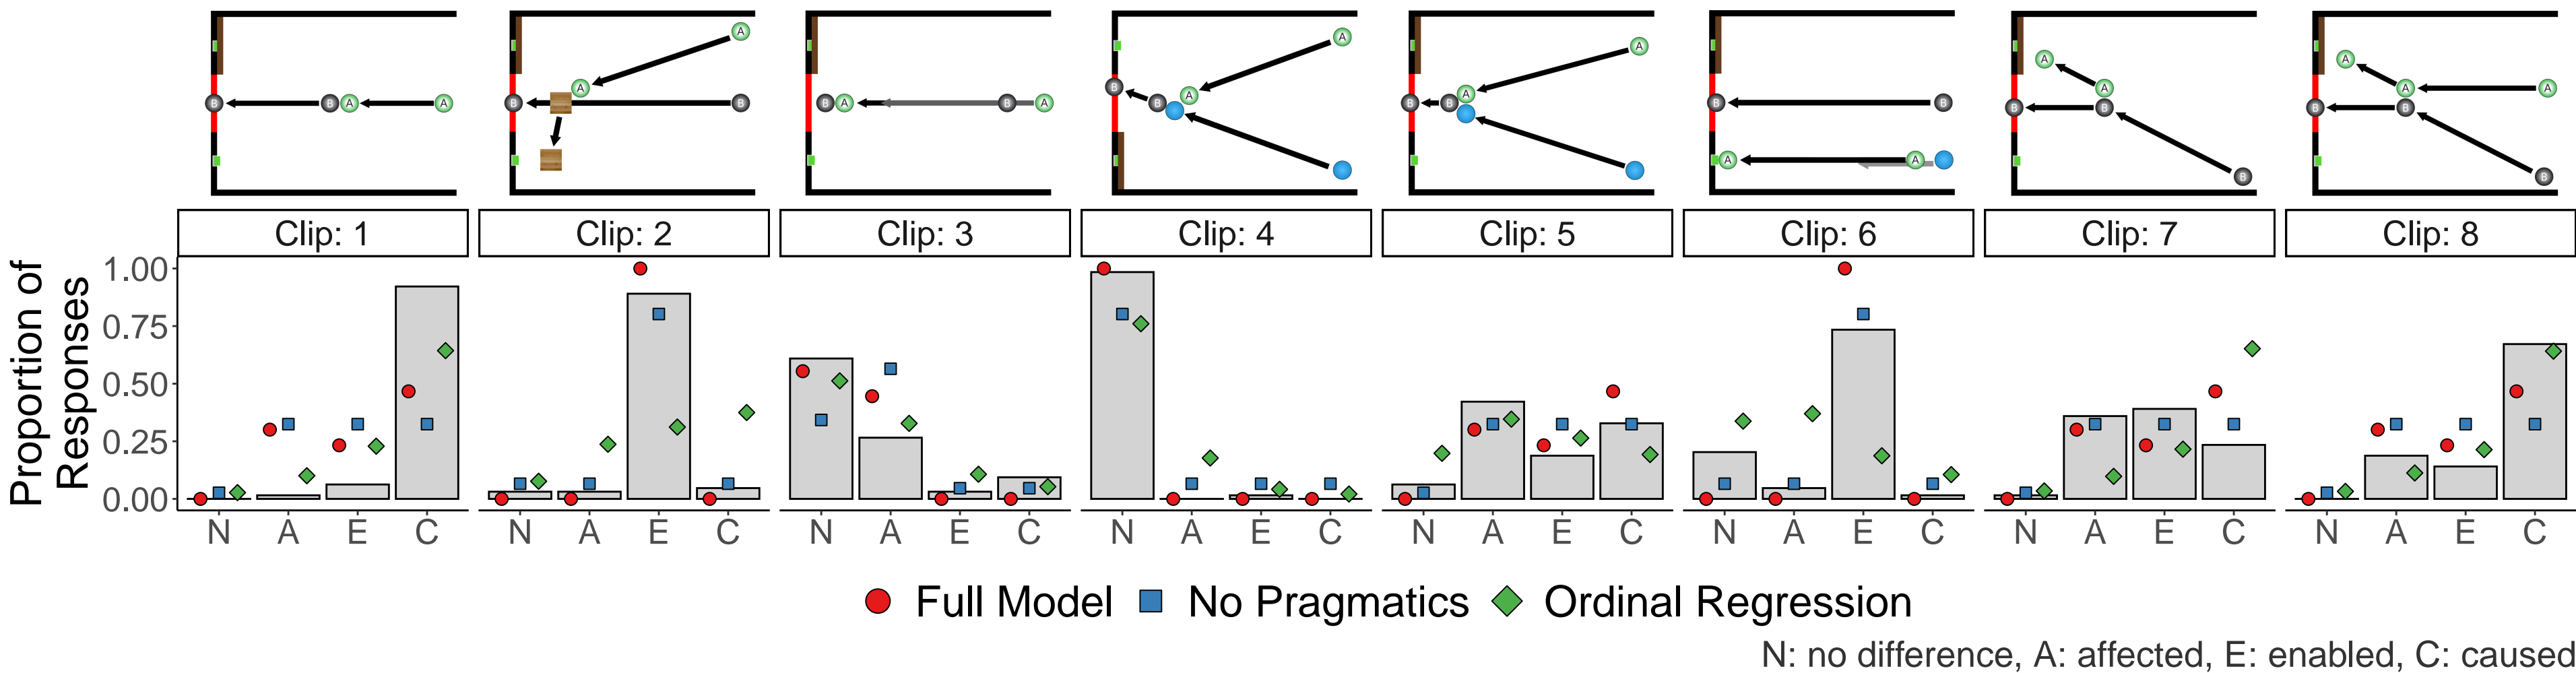 A
B B A A
A B B
B A B A
B B A
A
B B A
A
B B
A A
A
A
B B
B
A
A A
B B
B
Clip: 1 Clip: 2 Clip: 3 Clip: 4 Clip: 5 Clip: 6 Clip: 7 Clip: 8
Proportion of
Responses
1.00
0.75
0.50
0.25
0.00
N A E C N A E C N A E C N A E C N A E C N A E C N A E C N A E C
Full Model No Pragmatics Ordinal Regression
N: no difference, A: affected, E: enabled, C: caused